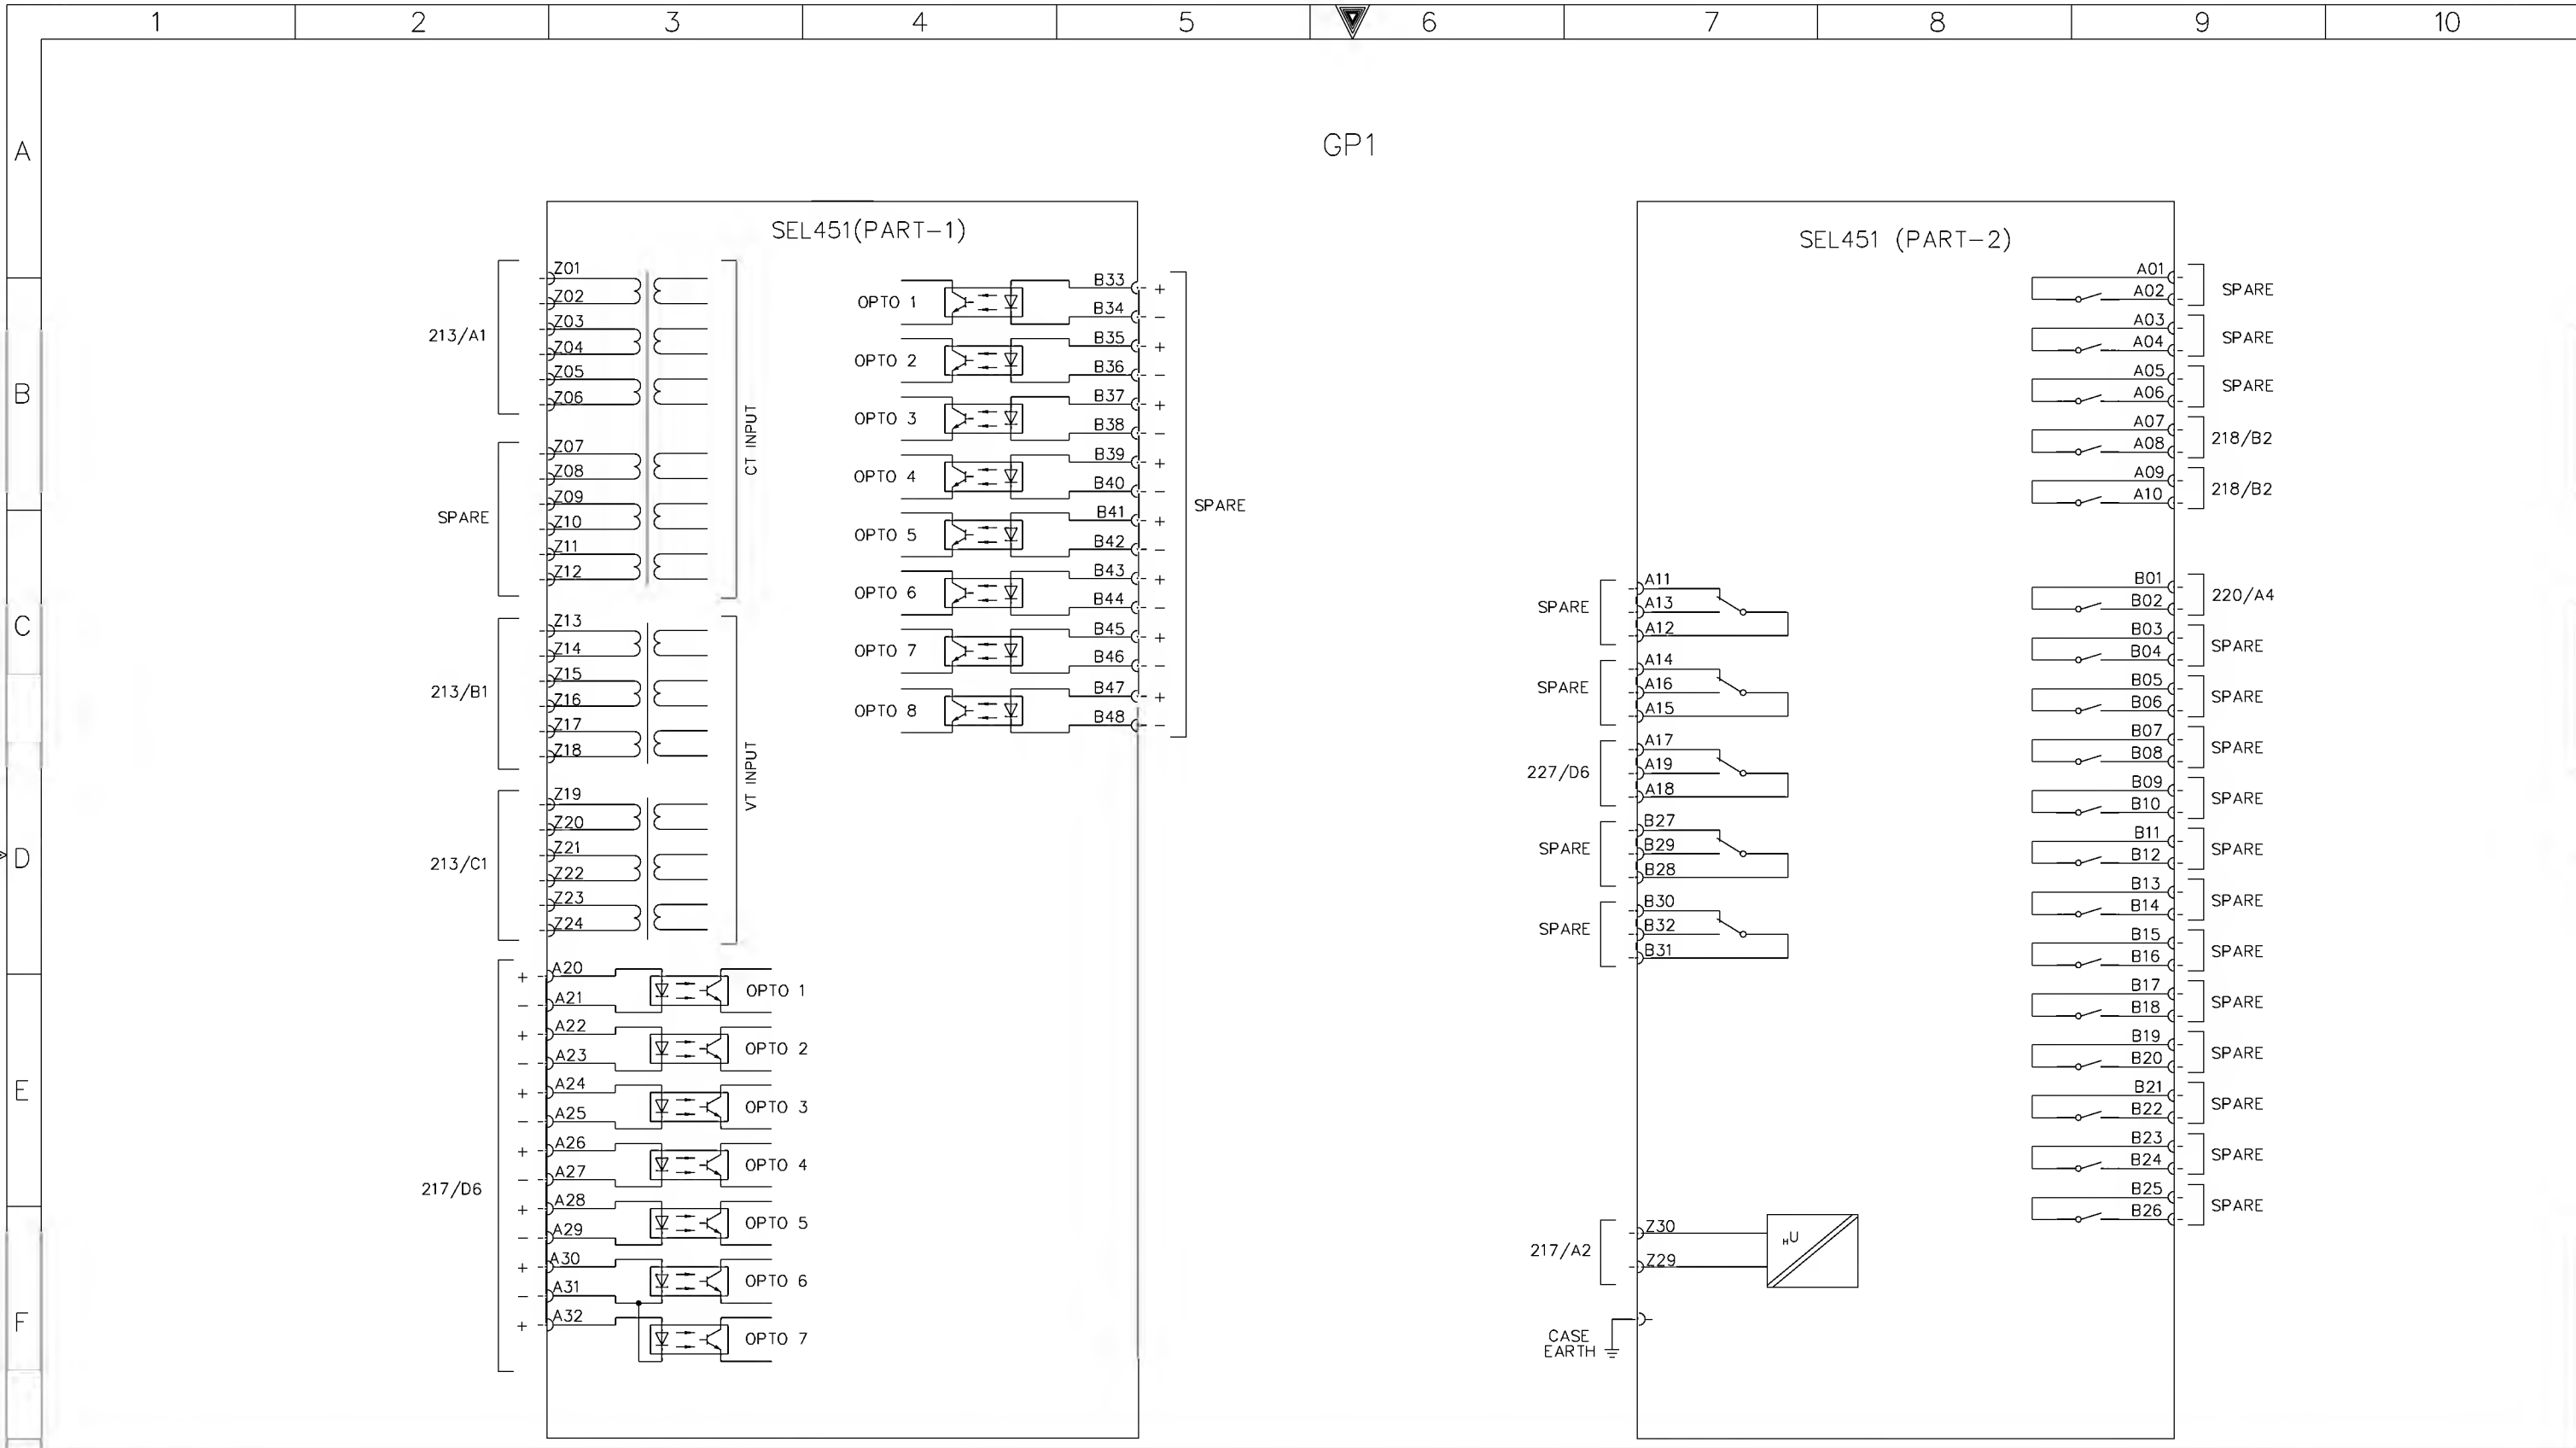 1 2 3 4 5 6 7 8 9 10
A
B
C
D
E
F
GP1
SEL451(PART-1)
213/A1
Z01
Z02
Z03
Z04
Z05
Z06
SPARE
Z07
Z08
Z09
Z10
Z11
Z12
CT INPUT
213/B1
Z13
Z14
Z15
Z16
Z17
Z18
213/C1
Z19
Z20
Z21
Z22
Z23
Z24
VT INPUT
217/D6
+ A20
- A21
OPTO 1
+ A22
- A23
OPTO 2
+ A24
- A25
OPTO 3
+ A26
- A27
OPTO 4
+ A28
- A29
OPTO 5
+ A30
- A31
OPTO 6
+ A32
OPTO 7
OPTO 1
B33 +
B34 -
OPTO 2
B35 +
B36 -
OPTO 3
B37 +
B38 -
OPTO 4
B39 +
B40 -
OPTO 5
B41 +
B42 -
OPTO 6
B43 +
B44 -
OPTO 7
B45 +
B46 -
OPTO 8
B47 +
B48 -
SPARE
SEL451 (PART-2)
SPARE
A11
A13
A12
SPARE
A14
A16
A15
227/D6
A17
A19
A18
SPARE
B27
B29
B28
SPARE
B30
B32
B31
217/A2
Z30
Z29
HU
CASE
EARTH
A01
A02
SPARE
A03
A04
SPARE
A05
A06
SPARE
A07
A08
218/B2
A09
A10
218/B2
B01
B02
220/A4
B03
B04
SPARE
B05
B06
SPARE
B07
B08
SPARE
B09
B10
SPARE
B11
B12
SPARE
B13
B14
SPARE
B15
B16
SPARE
B17
B18
SPARE
B19
B20
SPARE
B21
B22
SPARE
B23
B24
SPARE
B25
B26
SPARE